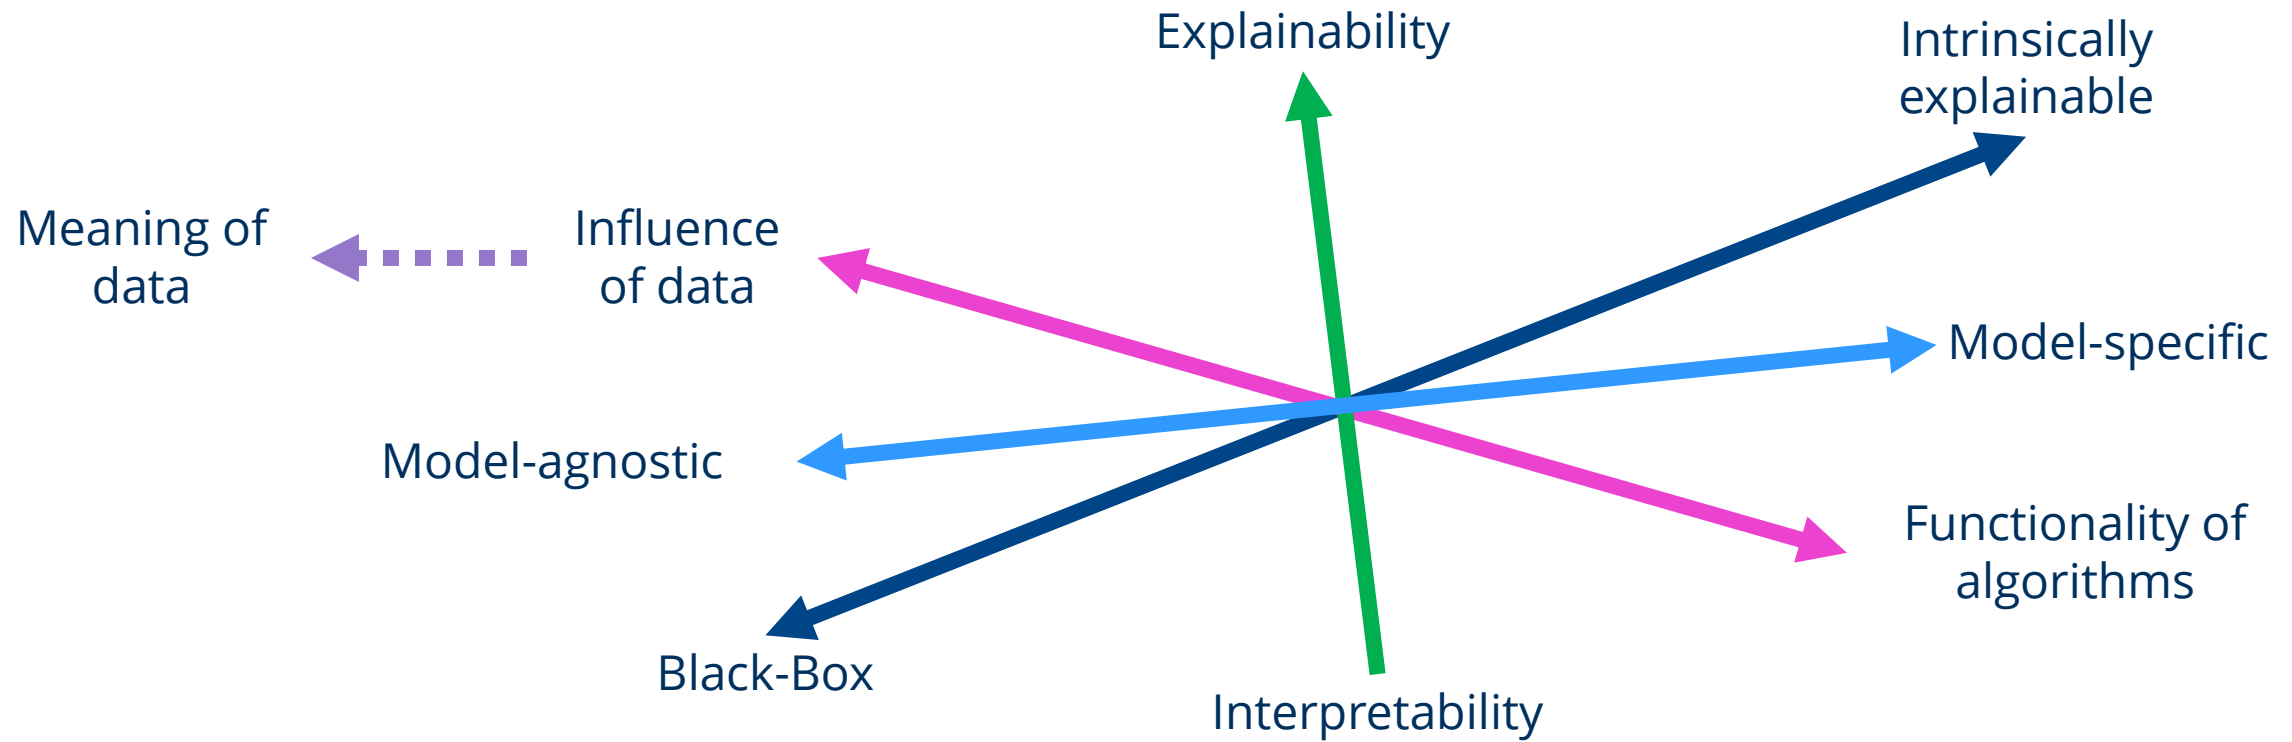 Explainability
Intrinsically
explainable
Meaning of
data
Influence
of data
Model-specific
Model-agnostic
Functionality of
algorithms
Black-Box
Interpretability